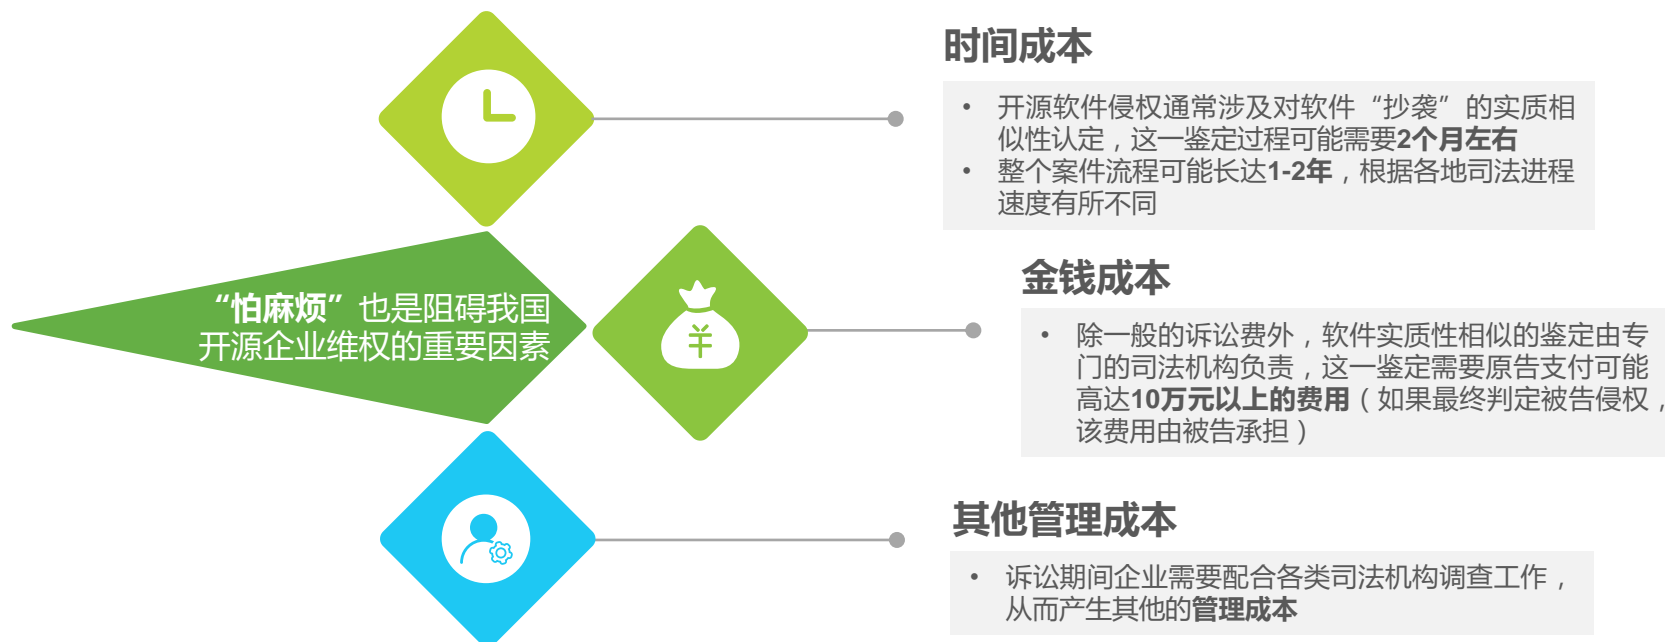 时间成本
• 开源软件侵权通常涉及对软件“抄袭”的实质相
似性认定，这一鉴定过程可能需要2个月左右
• 整个案件流程可能长达1-2年，根据各地司法进程
速度有所不同
“怕麻烦”也是阻碍我国
开源企业维权的重要因素
金钱成本
• 除一般的诉讼费外，软件实质性相似的鉴定由专
门的司法机构负责，这一鉴定需要原告支付可能
高达10万元以上的费用（如果最终判定被告侵权，
该费用由被告承担）
其他管理成本
• 诉讼期间企业需要配合各类司法机构调查工作，
从而产生其他的管理成本